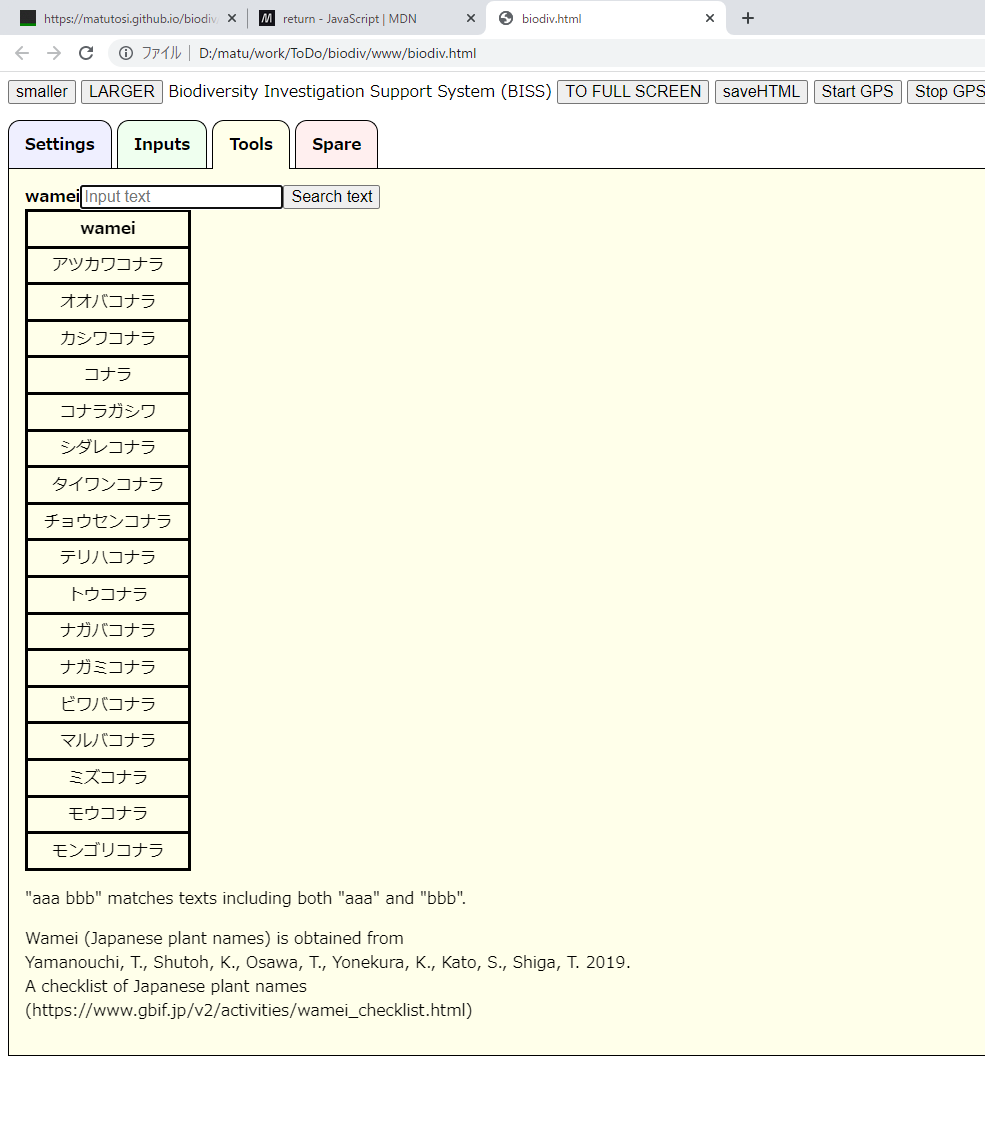 https://matutosi.github.io/biodiv
return - JavaScript | MDN
biodiv.html
ファイル D:/matu/work/ToDo/biodiv/www/biodiv.html
smaller LARGER Biodiversity Investigation Support System (BISS) TO FULL SCREEN saveHTML Start GPS Stop GPS
Settings Inputs Tools Spare
wamei Input text Search text
wamei
アツカワコナラ
オオバコナラ
カシワコナラ
コナラ
コナラガシワ
シダレコナラ
タイワンコナラ
チョウセンコナラ
テリハコナラ
トウコナラ
ナガバコナラ
ナガミコナラ
ビワバコナラ
マルバコナラ
ミズコナラ
モウコナラ
モンゴリコナラ
"aaa bbb" matches texts including both "aaa" and "bbb".
Wamei (Japanese plant names) is obtained from
Yamanouchi, T., Shutoh, K., Osawa, T., Yonekura, K., Kato, S., Shiga, T. 2019.
A checklist of Japanese plant names
(https://www.gbif.jp/v2/activities/wamei_checklist.html)